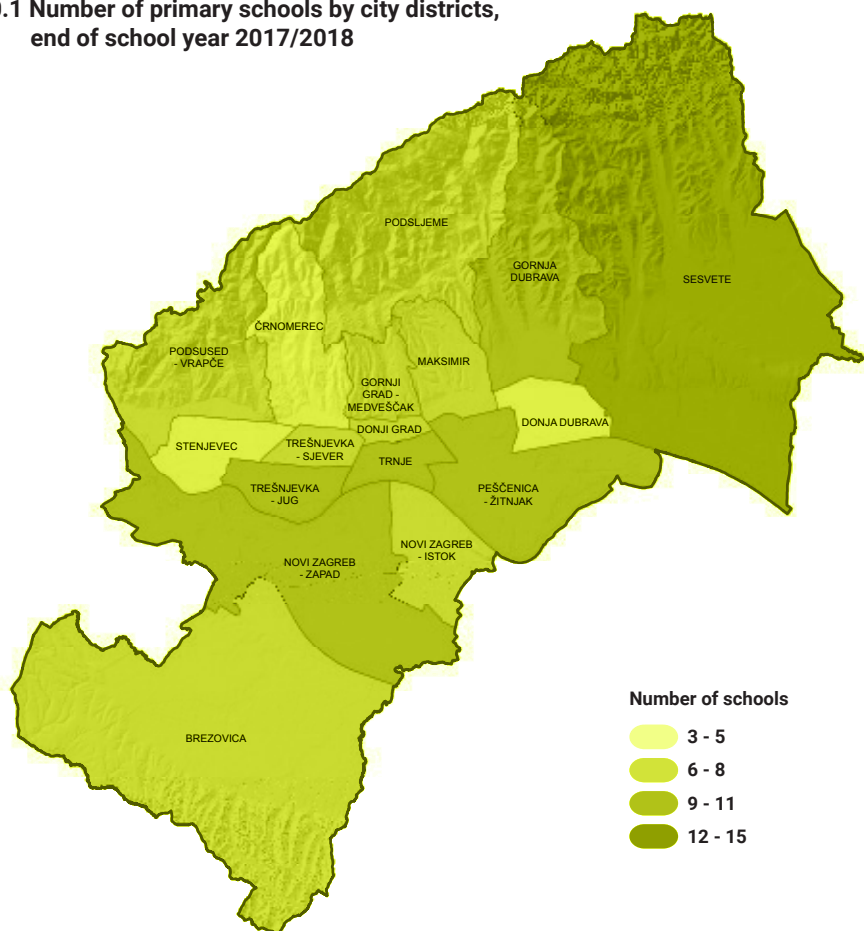 0.1 Number of primary schools by city districts,
end of school year 2017/2018
PODSLJEME
GORNJA
DUBRAVA
SESVETE
ČRNOMEREC
PODSUSED
- VRAPČE
MAKSIMIR
GORNJI
GRAD -
MEDVEŠČAK
DONJA DUBRAVA
DONJI GRAD
STENJEVEC
TREŠNJEVKA
- SJEVER
TRNJE
TREŠNJEVKA
- JUG
PEŠČENICA
- ŽITNJAK
NOVI ZAGREB
- ISTOK
NOVI ZAGREB
- ZAPAD
BREZOVICA
Number of schools
3 - 5
6 - 8
9 - 11
12 - 15